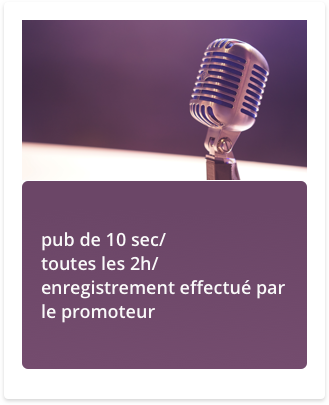 pub de 10 sec/
toutes les 2h/
enregistrement effectué par
le promoteur